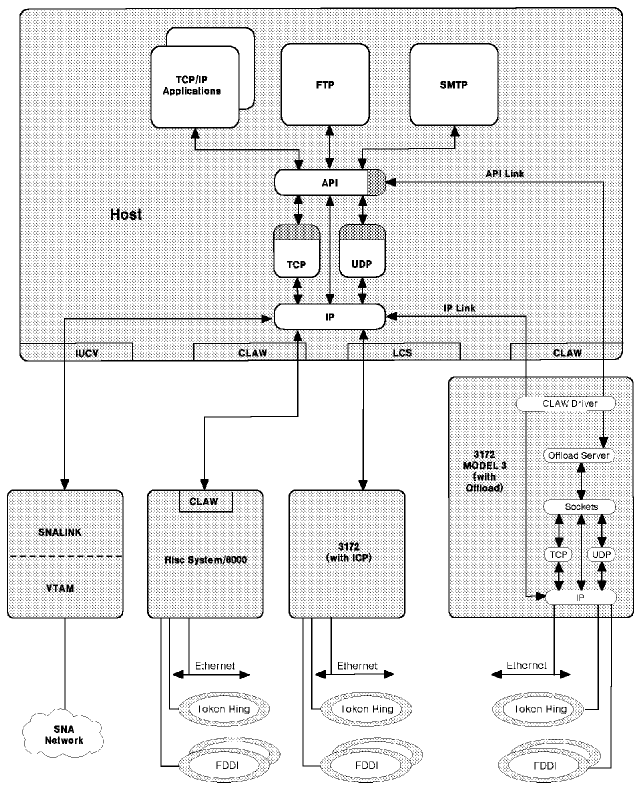 TCP/IP
Applications
FTP
SMTP
API
API Link
Host
TCP
UDP
IP
IP Link
IUCV
CLAW
LCS
CLAW
CLAW Driver
3172
MODEL 3
(with
Offload)
Offload Server
Sockets
TCP
UDP
IP
SNALINK
VTAM
CLAW
Risc System/6000
3172
(with ICP)
Ethernet
Ethernet
Ethernet
Token Ring
Token Ring
Token Ring
SNA
Network
FDDI
FDDI
FDDI